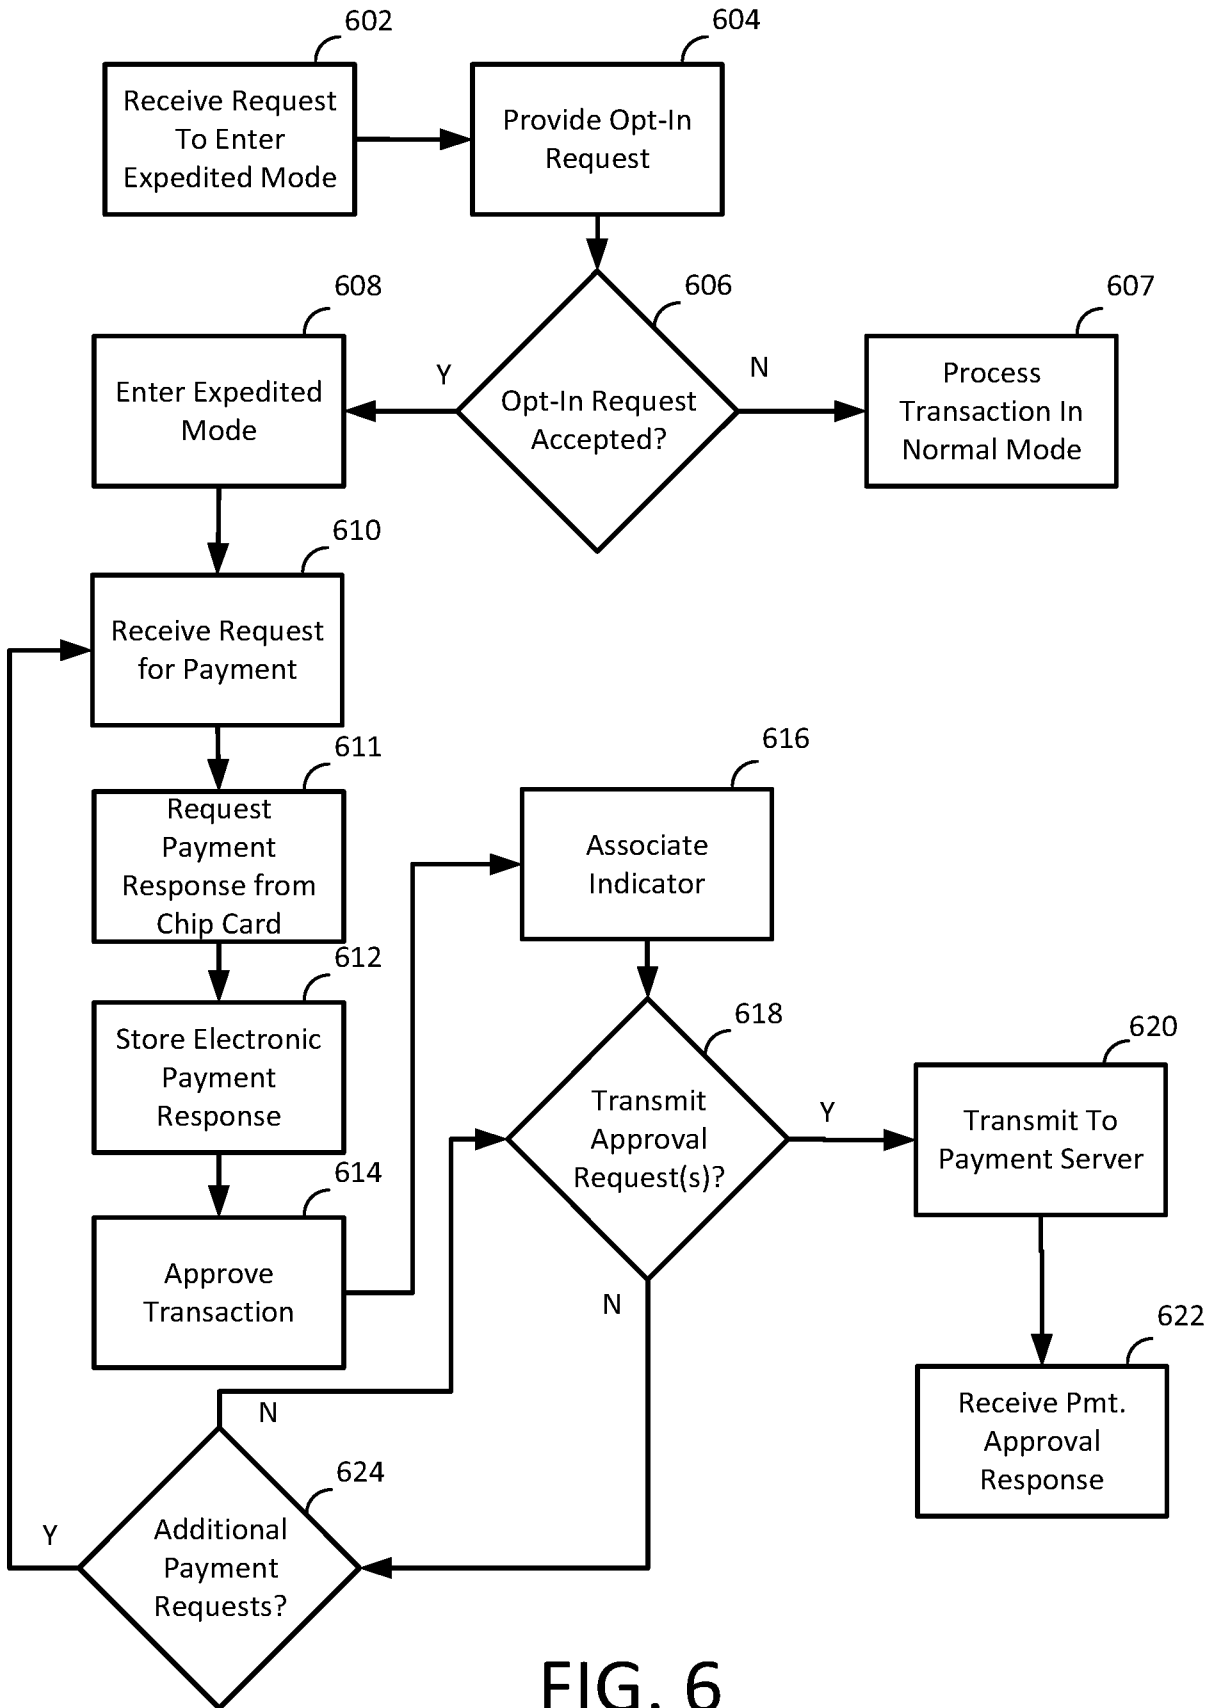 602
Receive Request
To Enter
Expedited Mode
604
Provide Opt-In
Request
606
Opt-In Request
Accepted?
Y
N
607
Process
Transaction In
Normal Mode
608
Enter Expedited
Mode
610
Receive Request
for Payment
611
Request
Payment
Response from
Chip Card
612
Store Electronic
Payment
Response
614
Approve
Transaction
616
Associate
Indicator
618
Transmit
Approval
Request(s)?
Y
N
620
Transmit To
Payment Server
622
Receive Pmt.
Approval
Response
624
Additional
Payment
Requests?
N
Y
FIG. 6